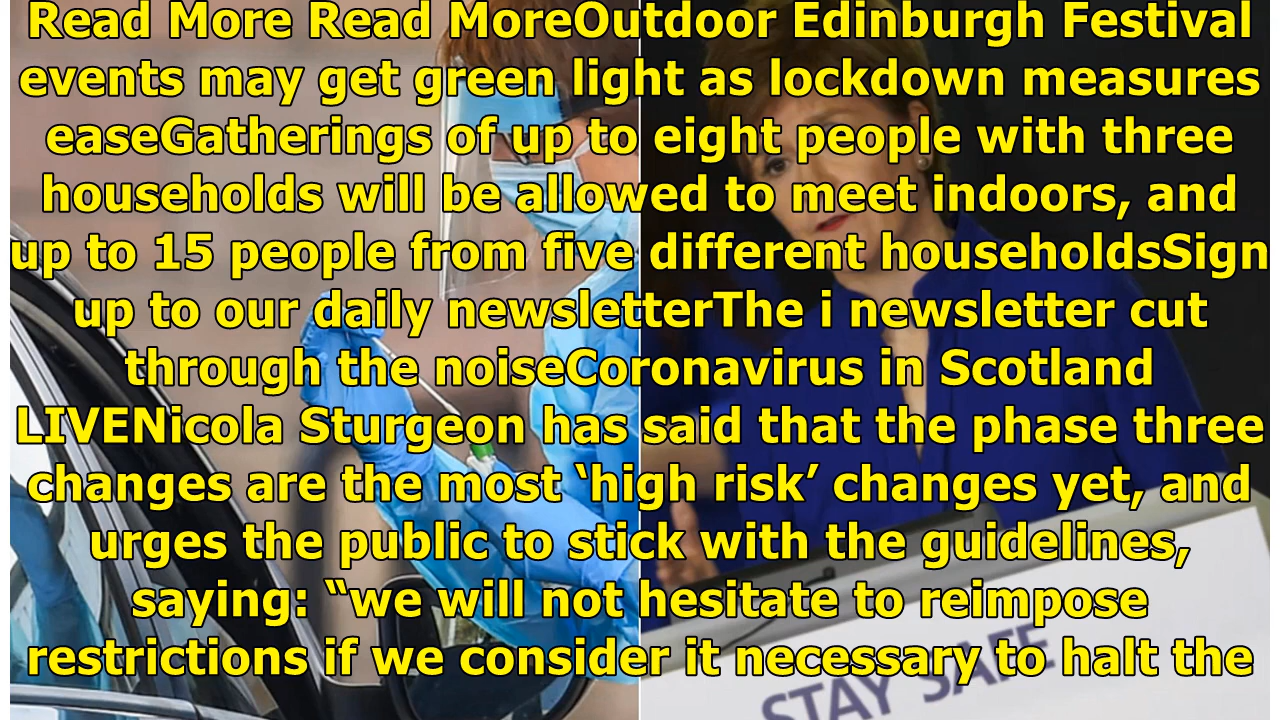 Read More Read MoreOutdoor Edinburgh Festival
events may get green light as lockdown measures
easeGatherings of up to eight people with three
households will be allowed to meet indoors, and
up to 15 people from five different householdsSign
up to our daily newsletterThe i newsletter cut
through the noiseCoronavirus in Scotland
LIVENicola Sturgeon has said that the phase three
changes are the most ‘high risk’ changes yet, and
urges the public to stick with the guidelines,
saying: “we will not hesitate to reimpose
restrictions if we consider it necessary to halt the
STAY SAFE